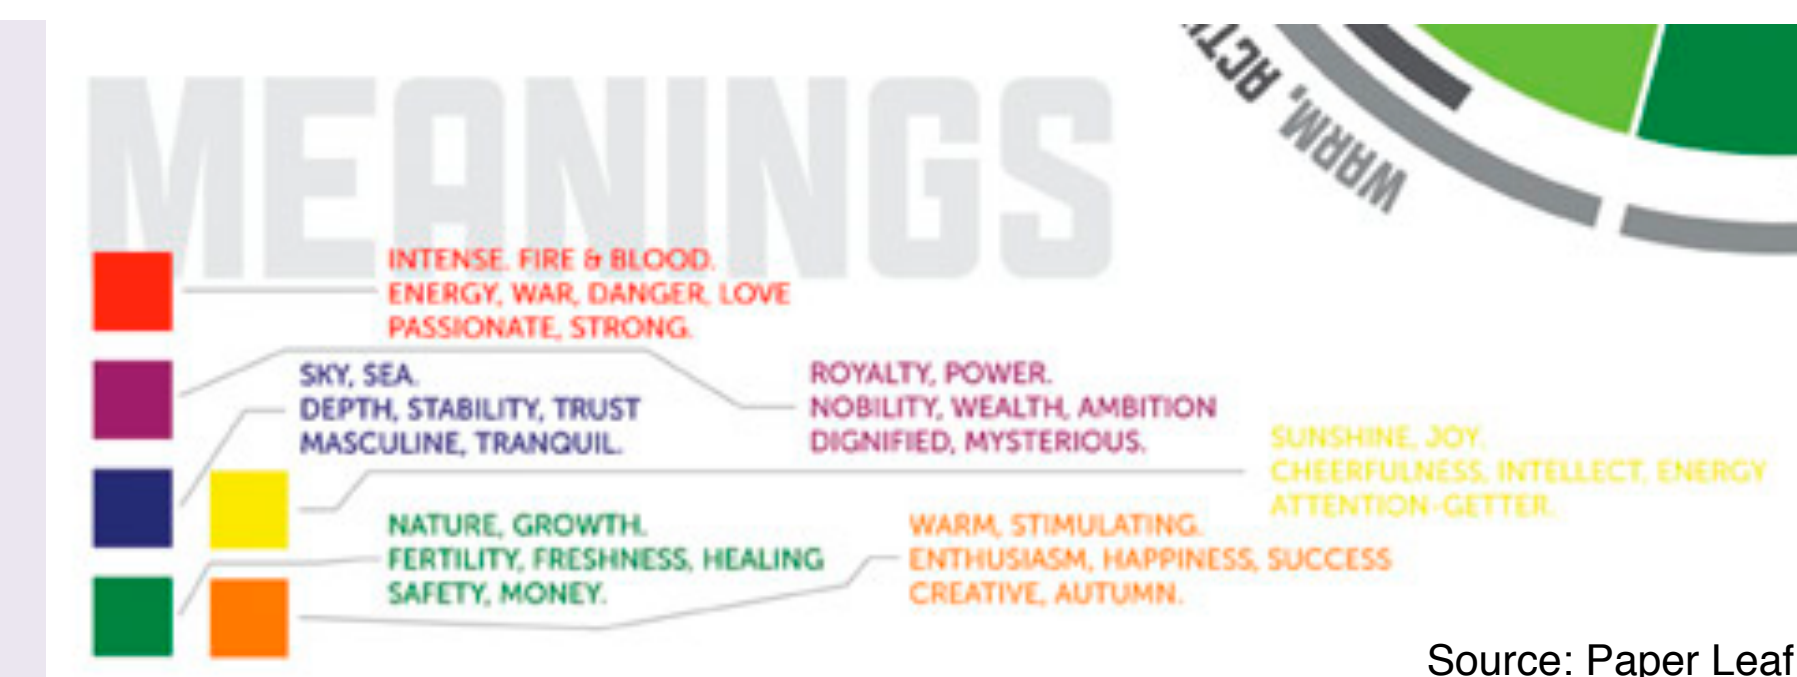 MEANINGS
WARM, ACTI
INTENSE. FIRE & BLOOD.
ENERGY, WAR, DANGER, LOVE
PASSIONATE, STRONG.
SKY, SEA.
DEPTH, STABILITY, TRUST
MASCULINE, TRANQUIL.
ROYALTY, POWER.
NOBILITY, WEALTH, AMBITION
DIGNIFIED, MYSTERIOUS.
SUNSHINE, JOY.
CHEERFULNESS, INTELLECT, ENERGY
ATTENTION-GETTER.
NATURE, GROWTH.
FERTILITY, FRESHNESS, HEALING
SAFETY, MONEY.
WARM, STIMULATING.
ENTHUSIASM, HAPPINESS, SUCCESS
CREATIVE, AUTUMN.
Source: Paper Leaf